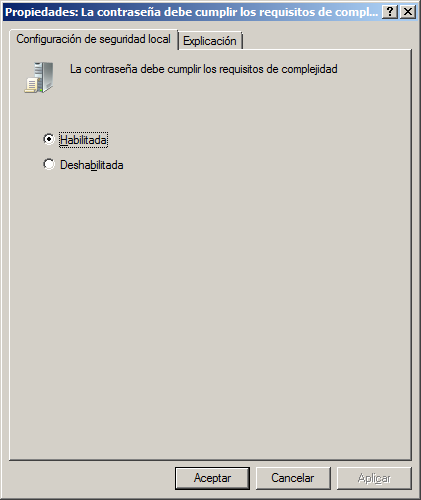 Propiedades: La contraseña debe cumplir los requisitos de compl...
Configuración de seguridad local
Explicación
La contraseña debe cumplir los requisitos de complejidad
Habilitada
Deshabilitada
Aceptar
Cancelar
Aplicar